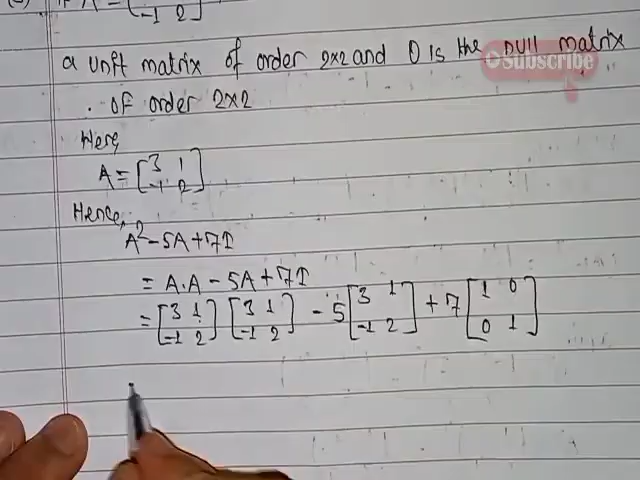 -1 2
a unit matrix of order 2x2 and O is the null matrix
Subscribe
. of order 2x2
Here,
A = [3 1
-1 2]
Hence,
A² - 5A + 7I
= A.A - 5A + 7I
= [3 1 [3 1 - 5 [3 1 + 7 [1 0
-1 2] -1 2] -1 2] 0 1]